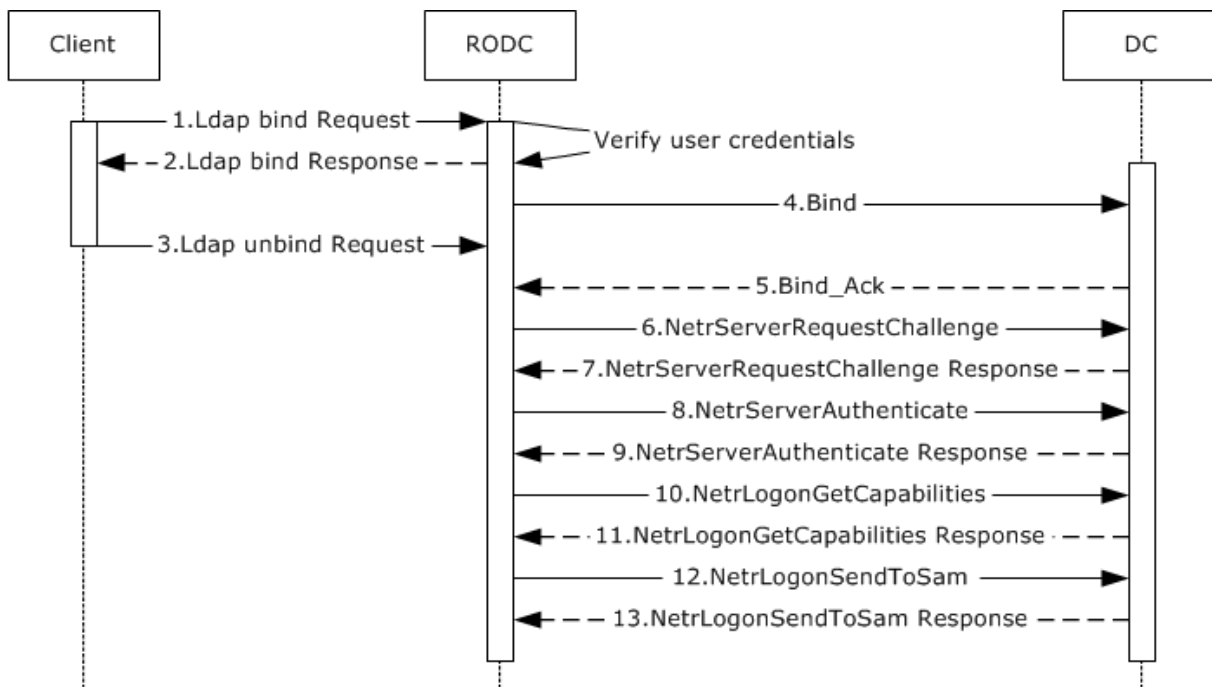 Client
RODC
DC
1.Ldap bind Request
Verify user credentials
2.Ldap bind Response
4.Bind
3.Ldap unbind Request
5.Bind_Ack
6.NetrServerRequestChallenge
7.NetrServerRequestChallenge Response
8.NetrServerAuthenticate
9.NetrServerAuthenticate Response
10.NetrLogonGetCapabilities
11.NetrLogonGetCapabilities Response
12.NetrLogonSendToSam
13.NetrLogonSendToSam Response